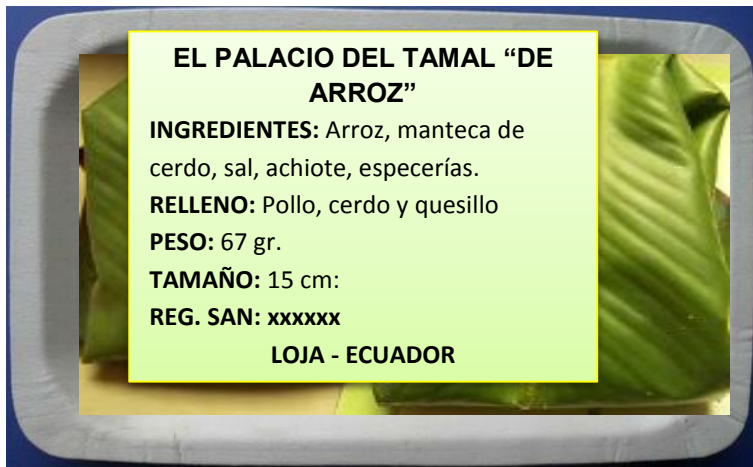 EL PALACIO DEL TAMAL “DE
ARROZ”
INGREDIENTES: Arroz, manteca de
cerdo, sal, achiote, especerías.
RELLENO: Pollo, cerdo y quesillo
PESO: 67 gr.
TAMAÑO: 15 cm:
REG. SAN: xxxxxx
LOJA - ECUADOR